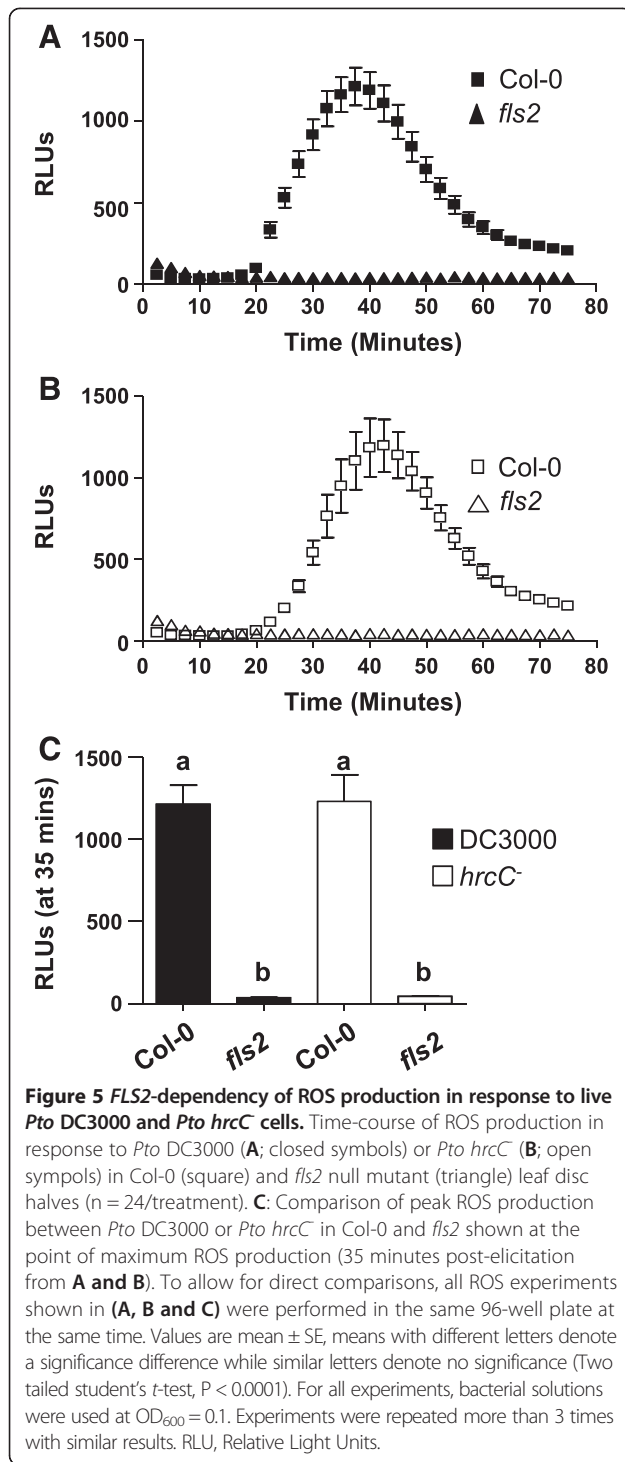 A
1500
1000
500
0
RLUs
Col-0
fls2
0 10 20 30 40 50 60 70 80
Time (Minutes)
B
1500
1000
500
0
RLUs
Col-0
fls2
0 10 20 30 40 50 60 70 80
Time (Minutes)
C
1500
1000
500
0
RLUs (at 35 mins)
a
b
a
b
DC3000
hrcC-
Col-0
fls2
Col-0
fls2
Figure 5 FLS2-dependency of ROS production in response to live
Pto DC3000 and Pto hrcC- cells. Time-course of ROS production in
response to Pto DC3000 (A; closed symbols) or Pto hrcC- (B; open
sympols) in Col-0 (square) and fls2 null mutant (triangle) leaf disc
halves (n = 24/treatment). C: Comparison of peak ROS production
between Pto DC3000 or Pto hrcC- in Col-0 and fls2 shown at the
point of maximum ROS production (35 minutes post-elicitation
from A and B). To allow for direct comparisons, all ROS experiments
shown in (A, B and C) were performed in the same 96-well plate at
the same time. Values are mean ± SE, means with different letters denote
a significance difference while similar letters denote no significance (Two
tailed student's t-test, P < 0.0001). For all experiments, bacterial solutions
were used at OD600 = 0.1. Experiments were repeated more than 3 times
with similar results. RLU, Relative Light Units.